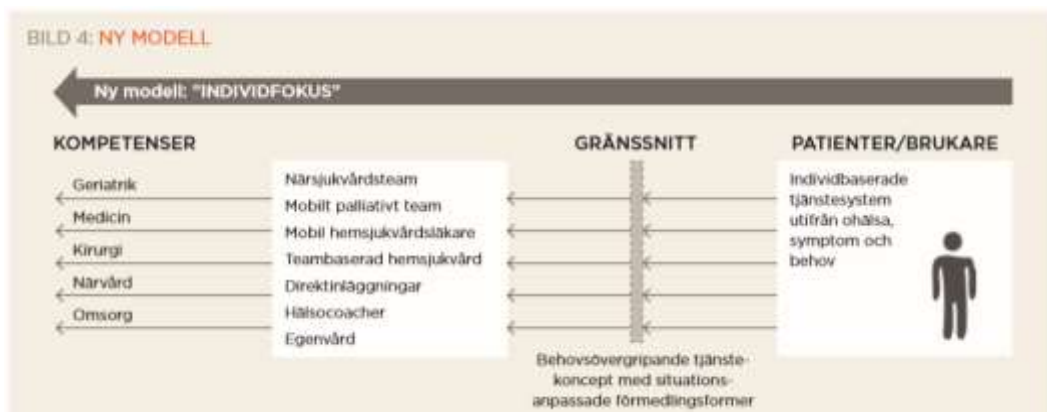 BILD 4: NY MODELL
Ny modell: "INDIVIDFOKUS"
KOMPETENSER
Geriatrik
Medicin
Kirurgi
Närvård
Omsorg
Närsjukvårdsteam
Mobilt palliativt team
Mobil hemsjukvårdsläkare
Teambaserad hemsjukvård
Direktinläggningar
Hälsocoacher
Egenvård
GRÄNSSNITT
Behovsövergripande tjänste-
koncept med situations-
anpassade förmedlingsformer
PATIENTER/BRUKARE
Individbaserade
tjänstesystem
utifrån ohälsa,
symptom och
behov